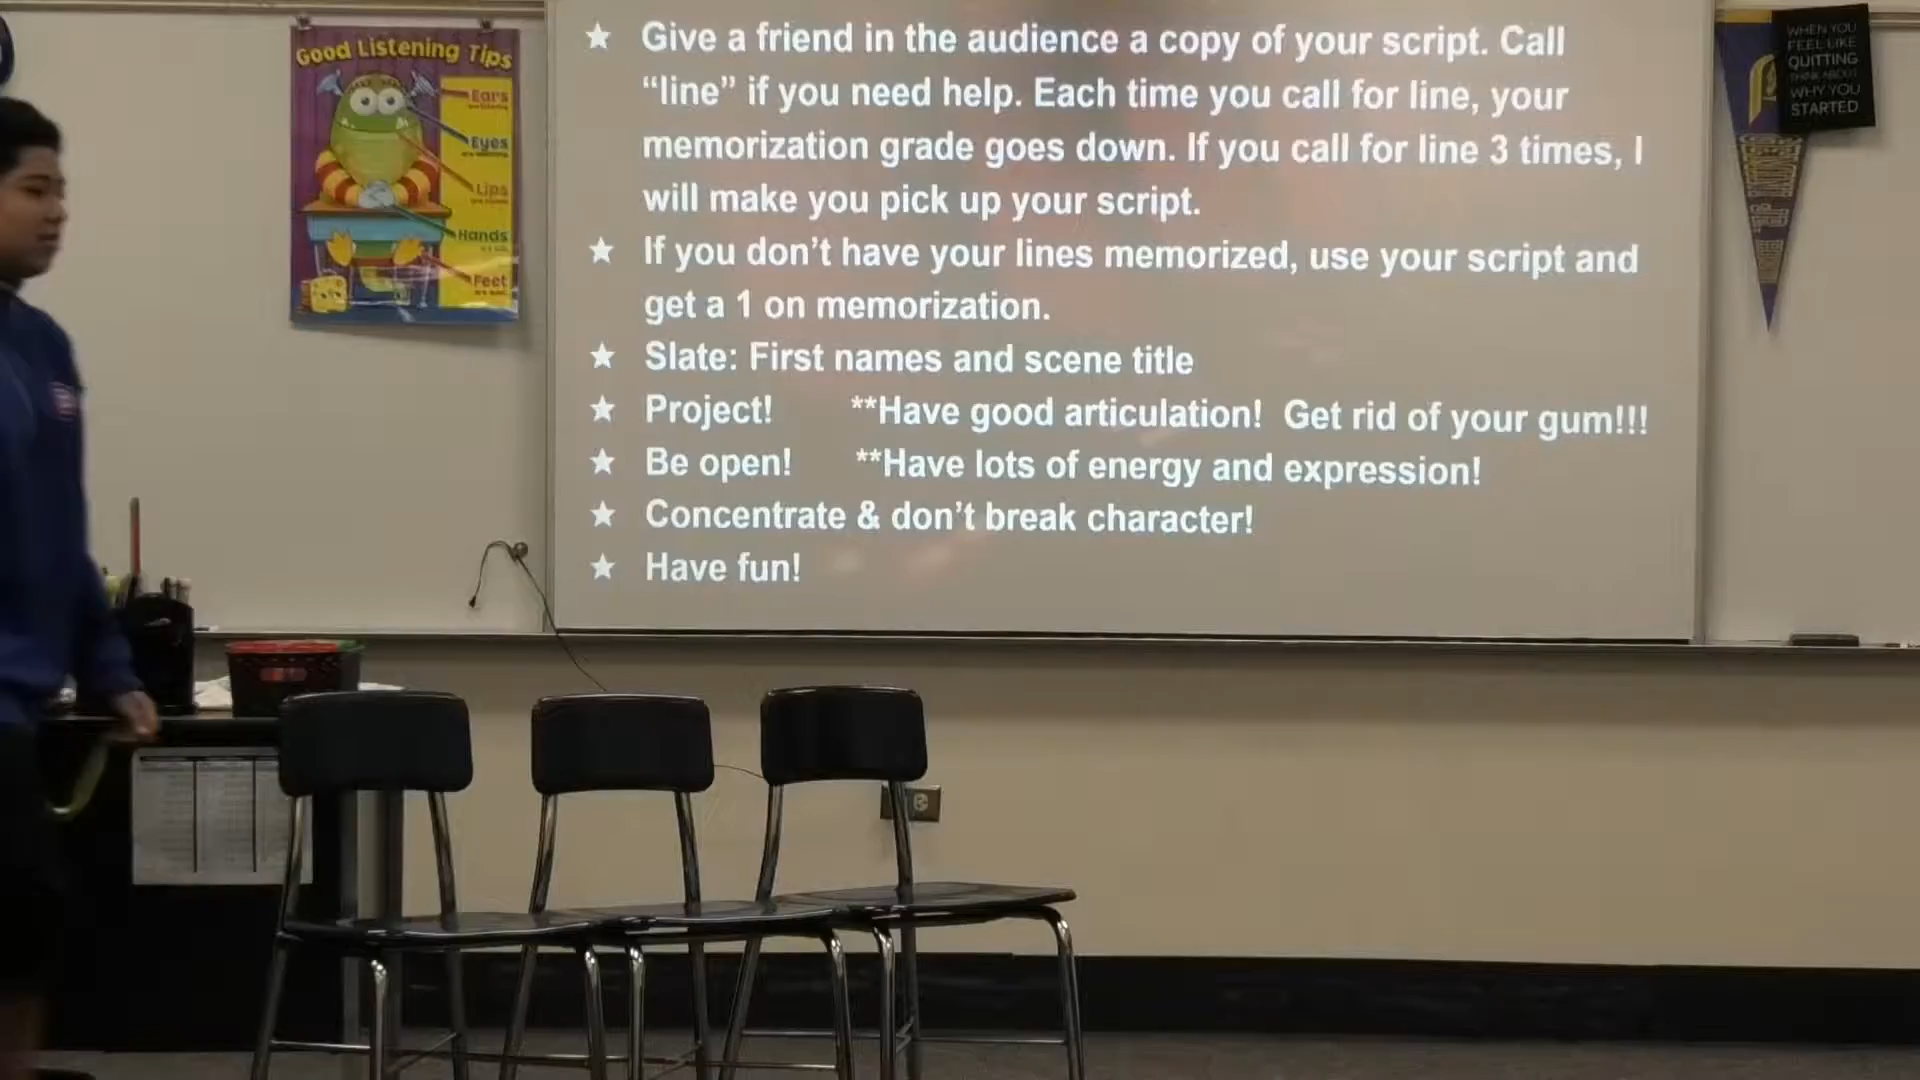 Good Listening Tips
Ears
Eyes
Lips
Hands
Feet
★ Give a friend in the audience a copy of your script. Call
“line” if you need help. Each time you call for line, your
memorization grade goes down. If you call for line 3 times, I
will make you pick up your script.
★ If you don’t have your lines memorized, use your script and
get a 1 on memorization.
★ Slate: First names and scene title
★ Project! **Have good articulation! Get rid of your gum!!!
★ Be open! **Have lots of energy and expression!
★ Concentrate & don’t break character!
★ Have fun!
WHEN YOU
FEEL LIKE
QUITTING
THINK ABOUT
WHY YOU
STARTED